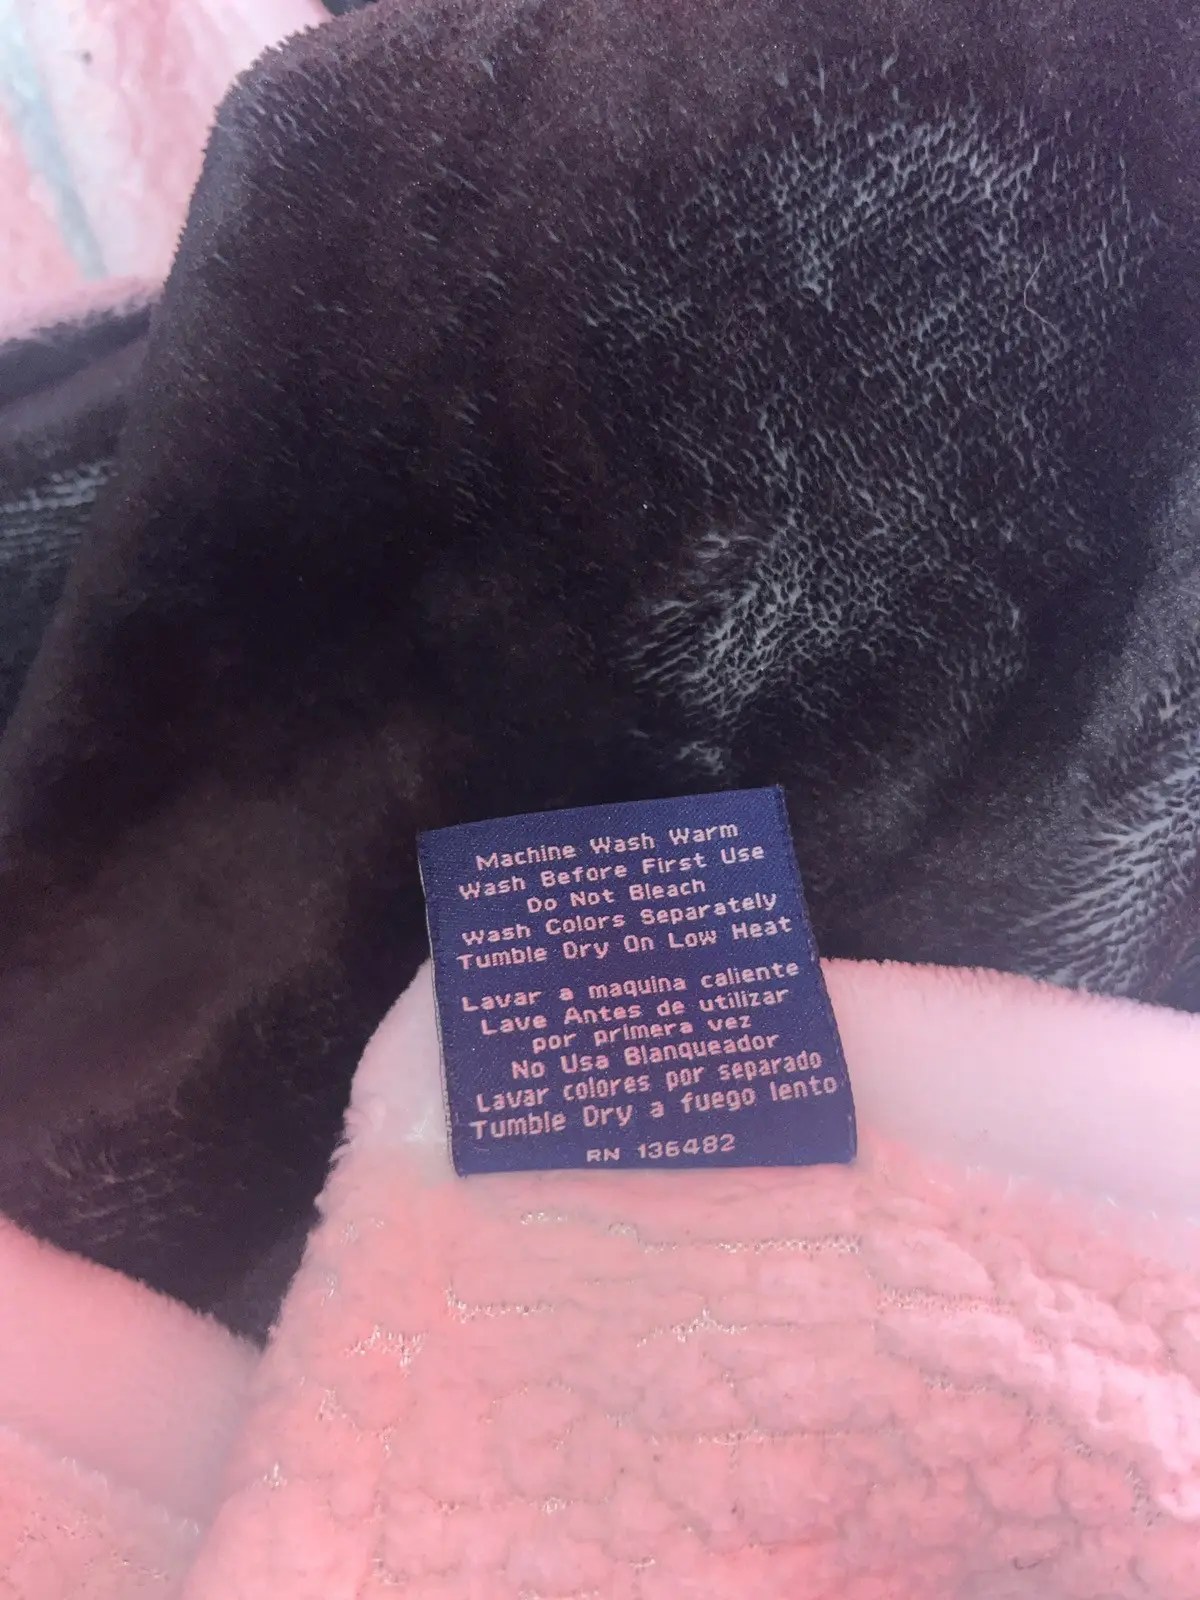 Machine Wash Warm
Wash Before First Use
Do Not Bleach
Wash Colors Separately
Tumble Dry On Low Heat
Lavar a maquina caliente
Lave Antes de utilizar
por primera vez
No Usa Blanqueador
Lavar colores por separado
Tumble Dry a fuego lento
RN 136482